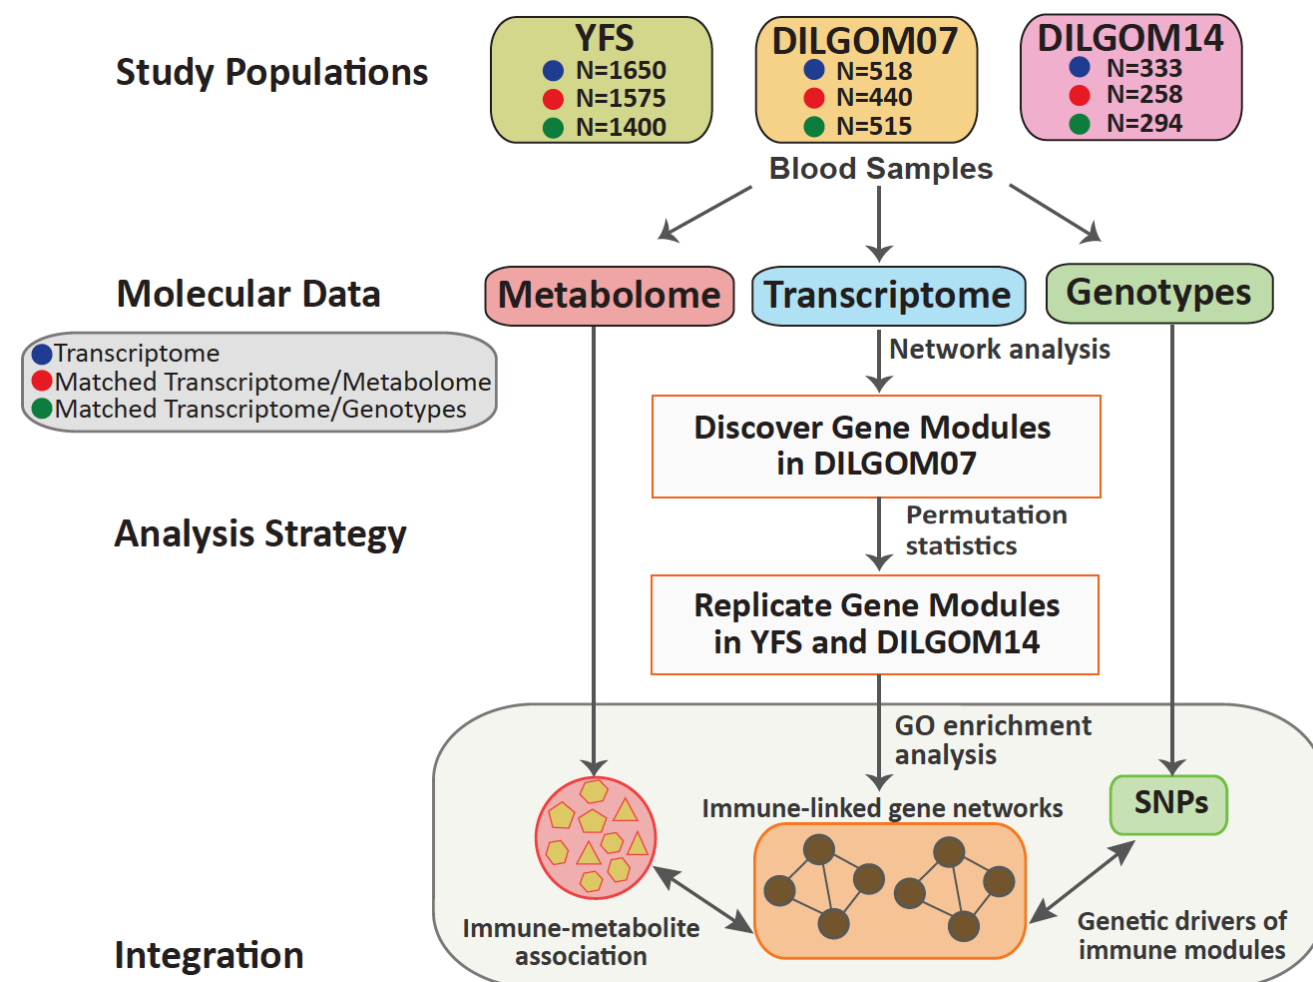 Study Populations
YFS
N=1650
N=1575
N=1400
DILGOM07
N=518
N=440
N=515
DILGOM14
N=333
N=258
N=294
Blood Samples
Molecular Data
Metabolome
Transcriptome
Genotypes
Transcriptome
Matched Transcriptome/Metabolome
Matched Transcriptome/Genotypes
Network analysis
Discover Gene Modules
in DILGOM07
Analysis Strategy
Permutation
statistics
Replicate Gene Modules
in YFS and DILGOM14
GO enrichment
analysis
Immune-linked gene networks
SNPs
Immune-metabolite
association
Genetic drivers of
immune modules
Integration